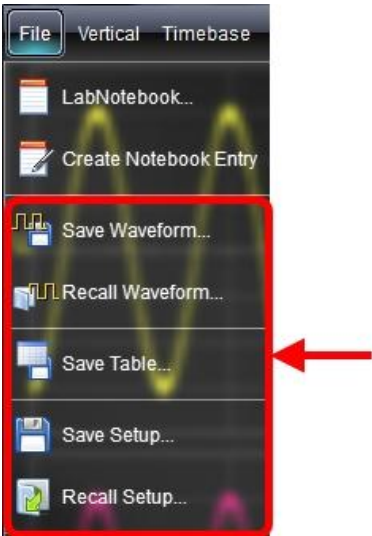 File Vertical Timebase
LabNotebook...
Create Notebook Entry
Save Waveform...
Recall Waveform...
Save Table...
Save Setup...
Recall Setup...